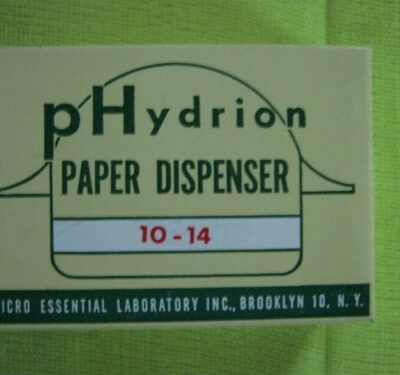 pHydrion
PAPER DISPENSER
10-14
ICRO ESSENTIAL LABORATORY INC., BROOKLYN 10, N. Y.